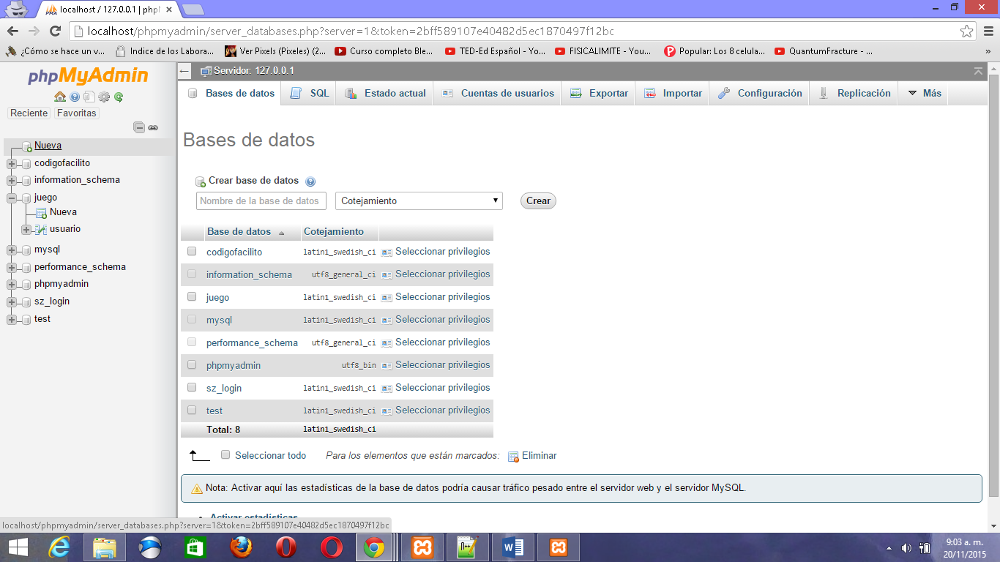 localhost / 127.0.0.1 | phpM
localhost/phpmyadmin/server_databases.php?server=1&token=2bff589107e40482d5ec1870497f12bc
¿Cómo se hace un v... Indice de los Labora... Ver Pixels (Pixeles) (2... Curso completo Ble... TED-Ed Español - Yo... FISICALIMITE - You... Popular: Los 8 celula... QuantumFracture - ... »
phpMyAdmin
Reciente Favoritas
Nueva
codigofacilito
information_schema
juego
Nueva
usuario
mysql
performance_schema
phpmyadmin
sz_login
test
Servidor: 127.0.0.1
Bases de datos SQL Estado actual Cuentas de usuarios Exportar Importar Configuración Replicación Más
Bases de datos
Crear base de datos
Nombre de la base de datos Cotejamiento Crear
Base de datos Cotejamiento
codigofacilito latin1_swedish_ci Seleccionar privilegios
information_schema utf8_general_ci Seleccionar privilegios
juego latin1_swedish_ci Seleccionar privilegios
mysql latin1_swedish_ci Seleccionar privilegios
performance_schema utf8_general_ci Seleccionar privilegios
phpmyadmin utf8_bin Seleccionar privilegios
sz_login latin1_swedish_ci Seleccionar privilegios
test latin1_swedish_ci Seleccionar privilegios
Total: 8 latin1_swedish_ci
Seleccionar todo Para los elementos que están marcados: Eliminar
Nota: Activar aquí las estadísticas de la base de datos podría causar tráfico pesado entre el servidor web y el servidor MySQL.
Activar estadísticas
localhost/phpmyadmin/server_databases.php?server=1&token=2bff589107e40482d5ec1870497f12bc
9:03 a. m.
20/11/2015